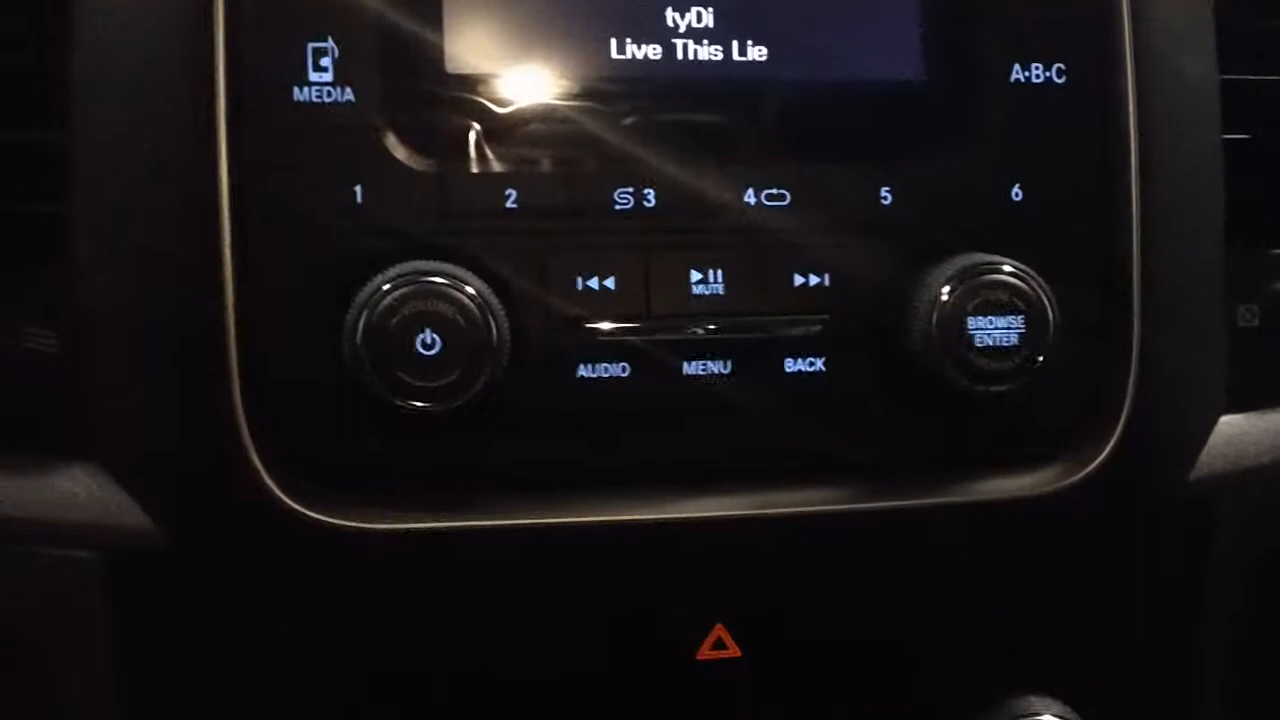 tyDi
Live This Lie
MEDIA
A·B·C
1
2
3
4
5
6
MUTE
VOLUME
BROWSE
ENTER
AUDIO
MENU
BACK